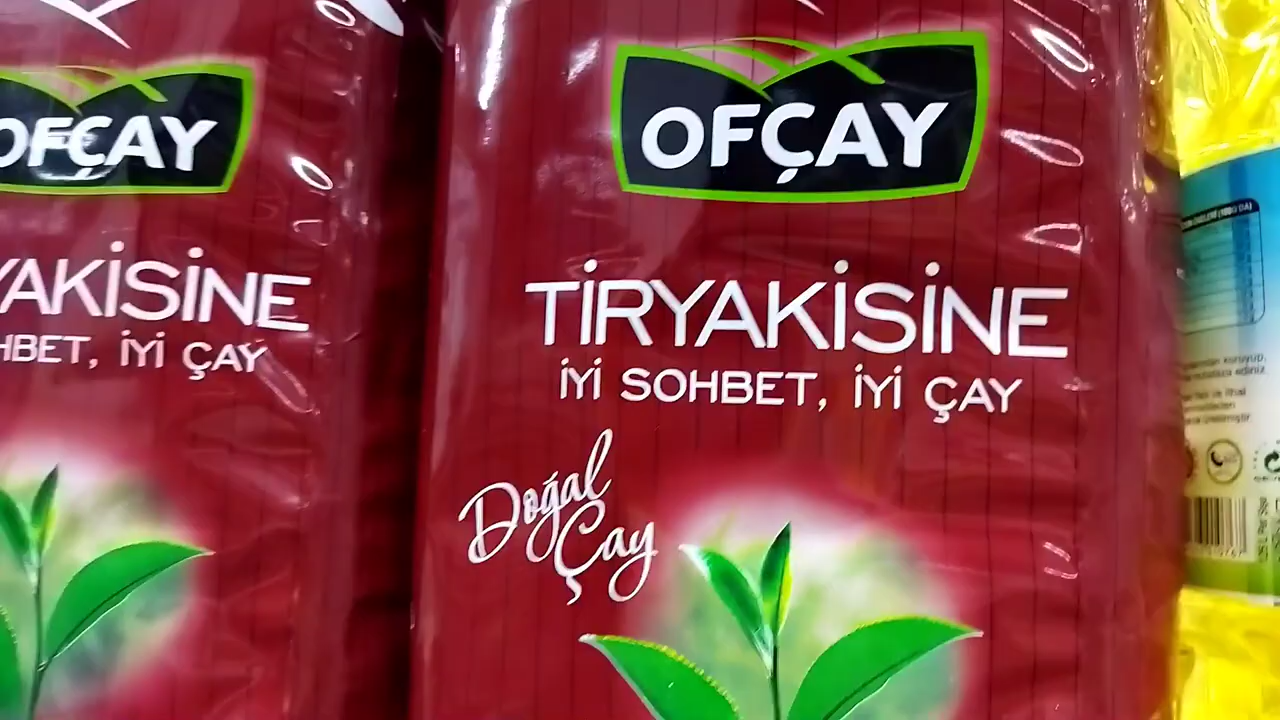 OFÇAY
TİRYAKİSİNE
İYİ SOHBET, İYİ ÇAY
Doğal
Çay
OFÇAY
YAKİSİNE
HBET, İYİ ÇAY